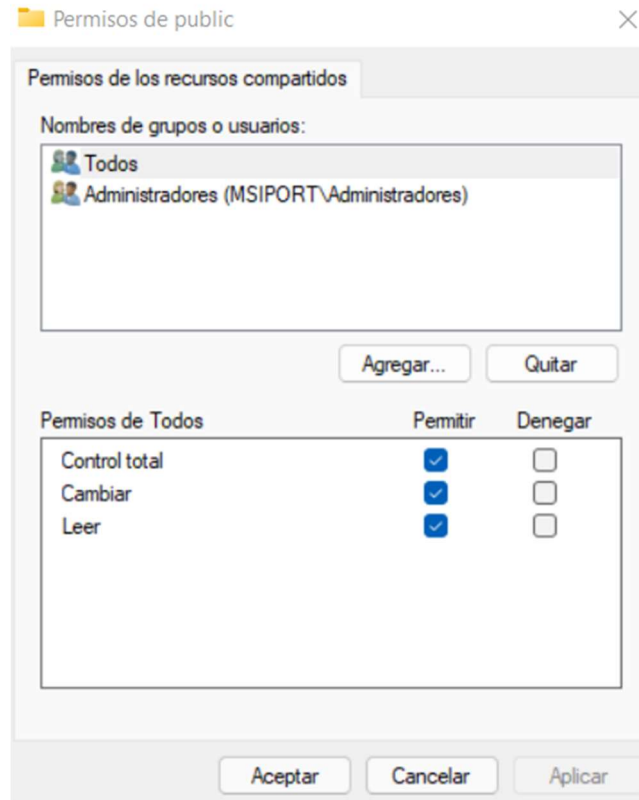 Permisos de public
Permisos de los recursos compartidos
Nombres de grupos o usuarios:
Todos
Administradores (MSIPORT\Administradores)
Agregar... Quitar
Permisos de Todos Permitir Denegar
Control total
Cambiar
Leer
Aceptar Cancelar Aplicar